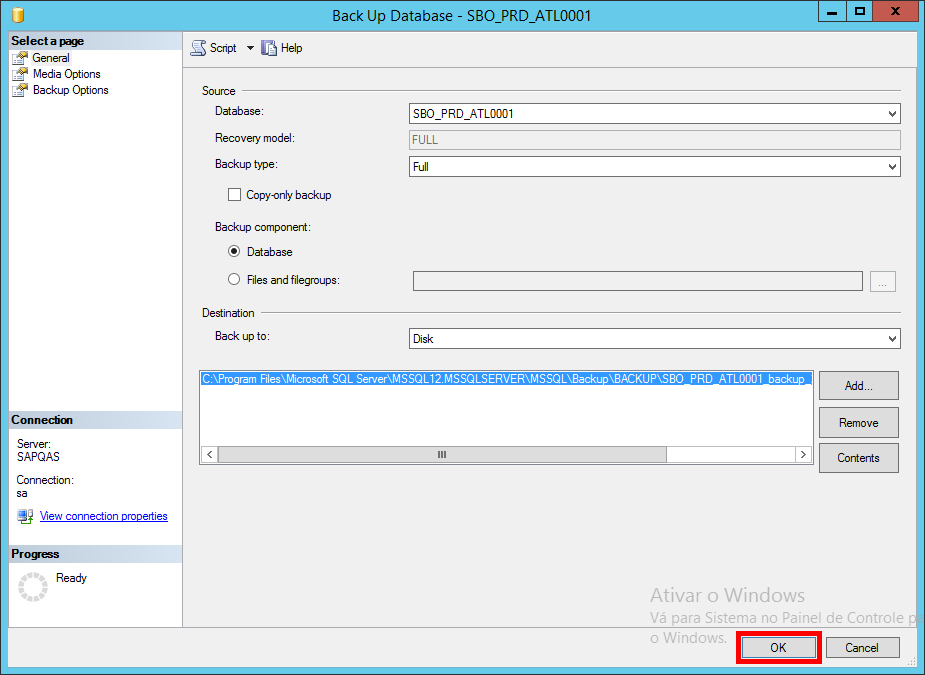 Back Up Database - SBO_PRD_ATL0001
Select a page
General
Media Options
Backup Options
Script
Help
Source
Database:
SBO_PRD_ATL0001
Recovery model:
FULL
Backup type:
Full
Copy-only backup
Backup component:
Database
Files and filegroups:
...
Destination
Back up to:
Disk
C:\Program Files\Microsoft SQL Server\MSSQL12.MSSQLSERVER\MSSQL\Backup\BACKUP\SBO_PRD_ATL0001_backup_
Add...
Remove
Contents
Connection
Server:
SAPQAS
Connection:
sa
View connection properties
Progress
Ready
Ativar o Windows
Vá para Sistema no Painel de Controle pa
o Windows.
OK
Cancel